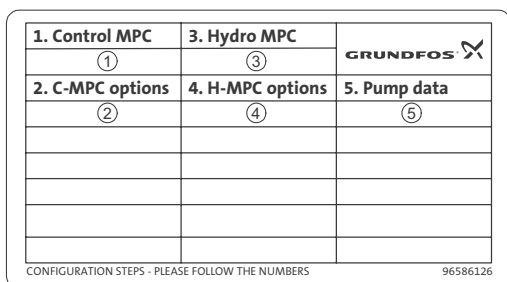 1. Control MPC 3. Hydro MPC GRUNDFOS
1 3
2. C-MPC options 4. H-MPC options 5. Pump data
2 4 5
CONFIGURATION STEPS - PLEASE FOLLOW THE NUMBERS 96586126